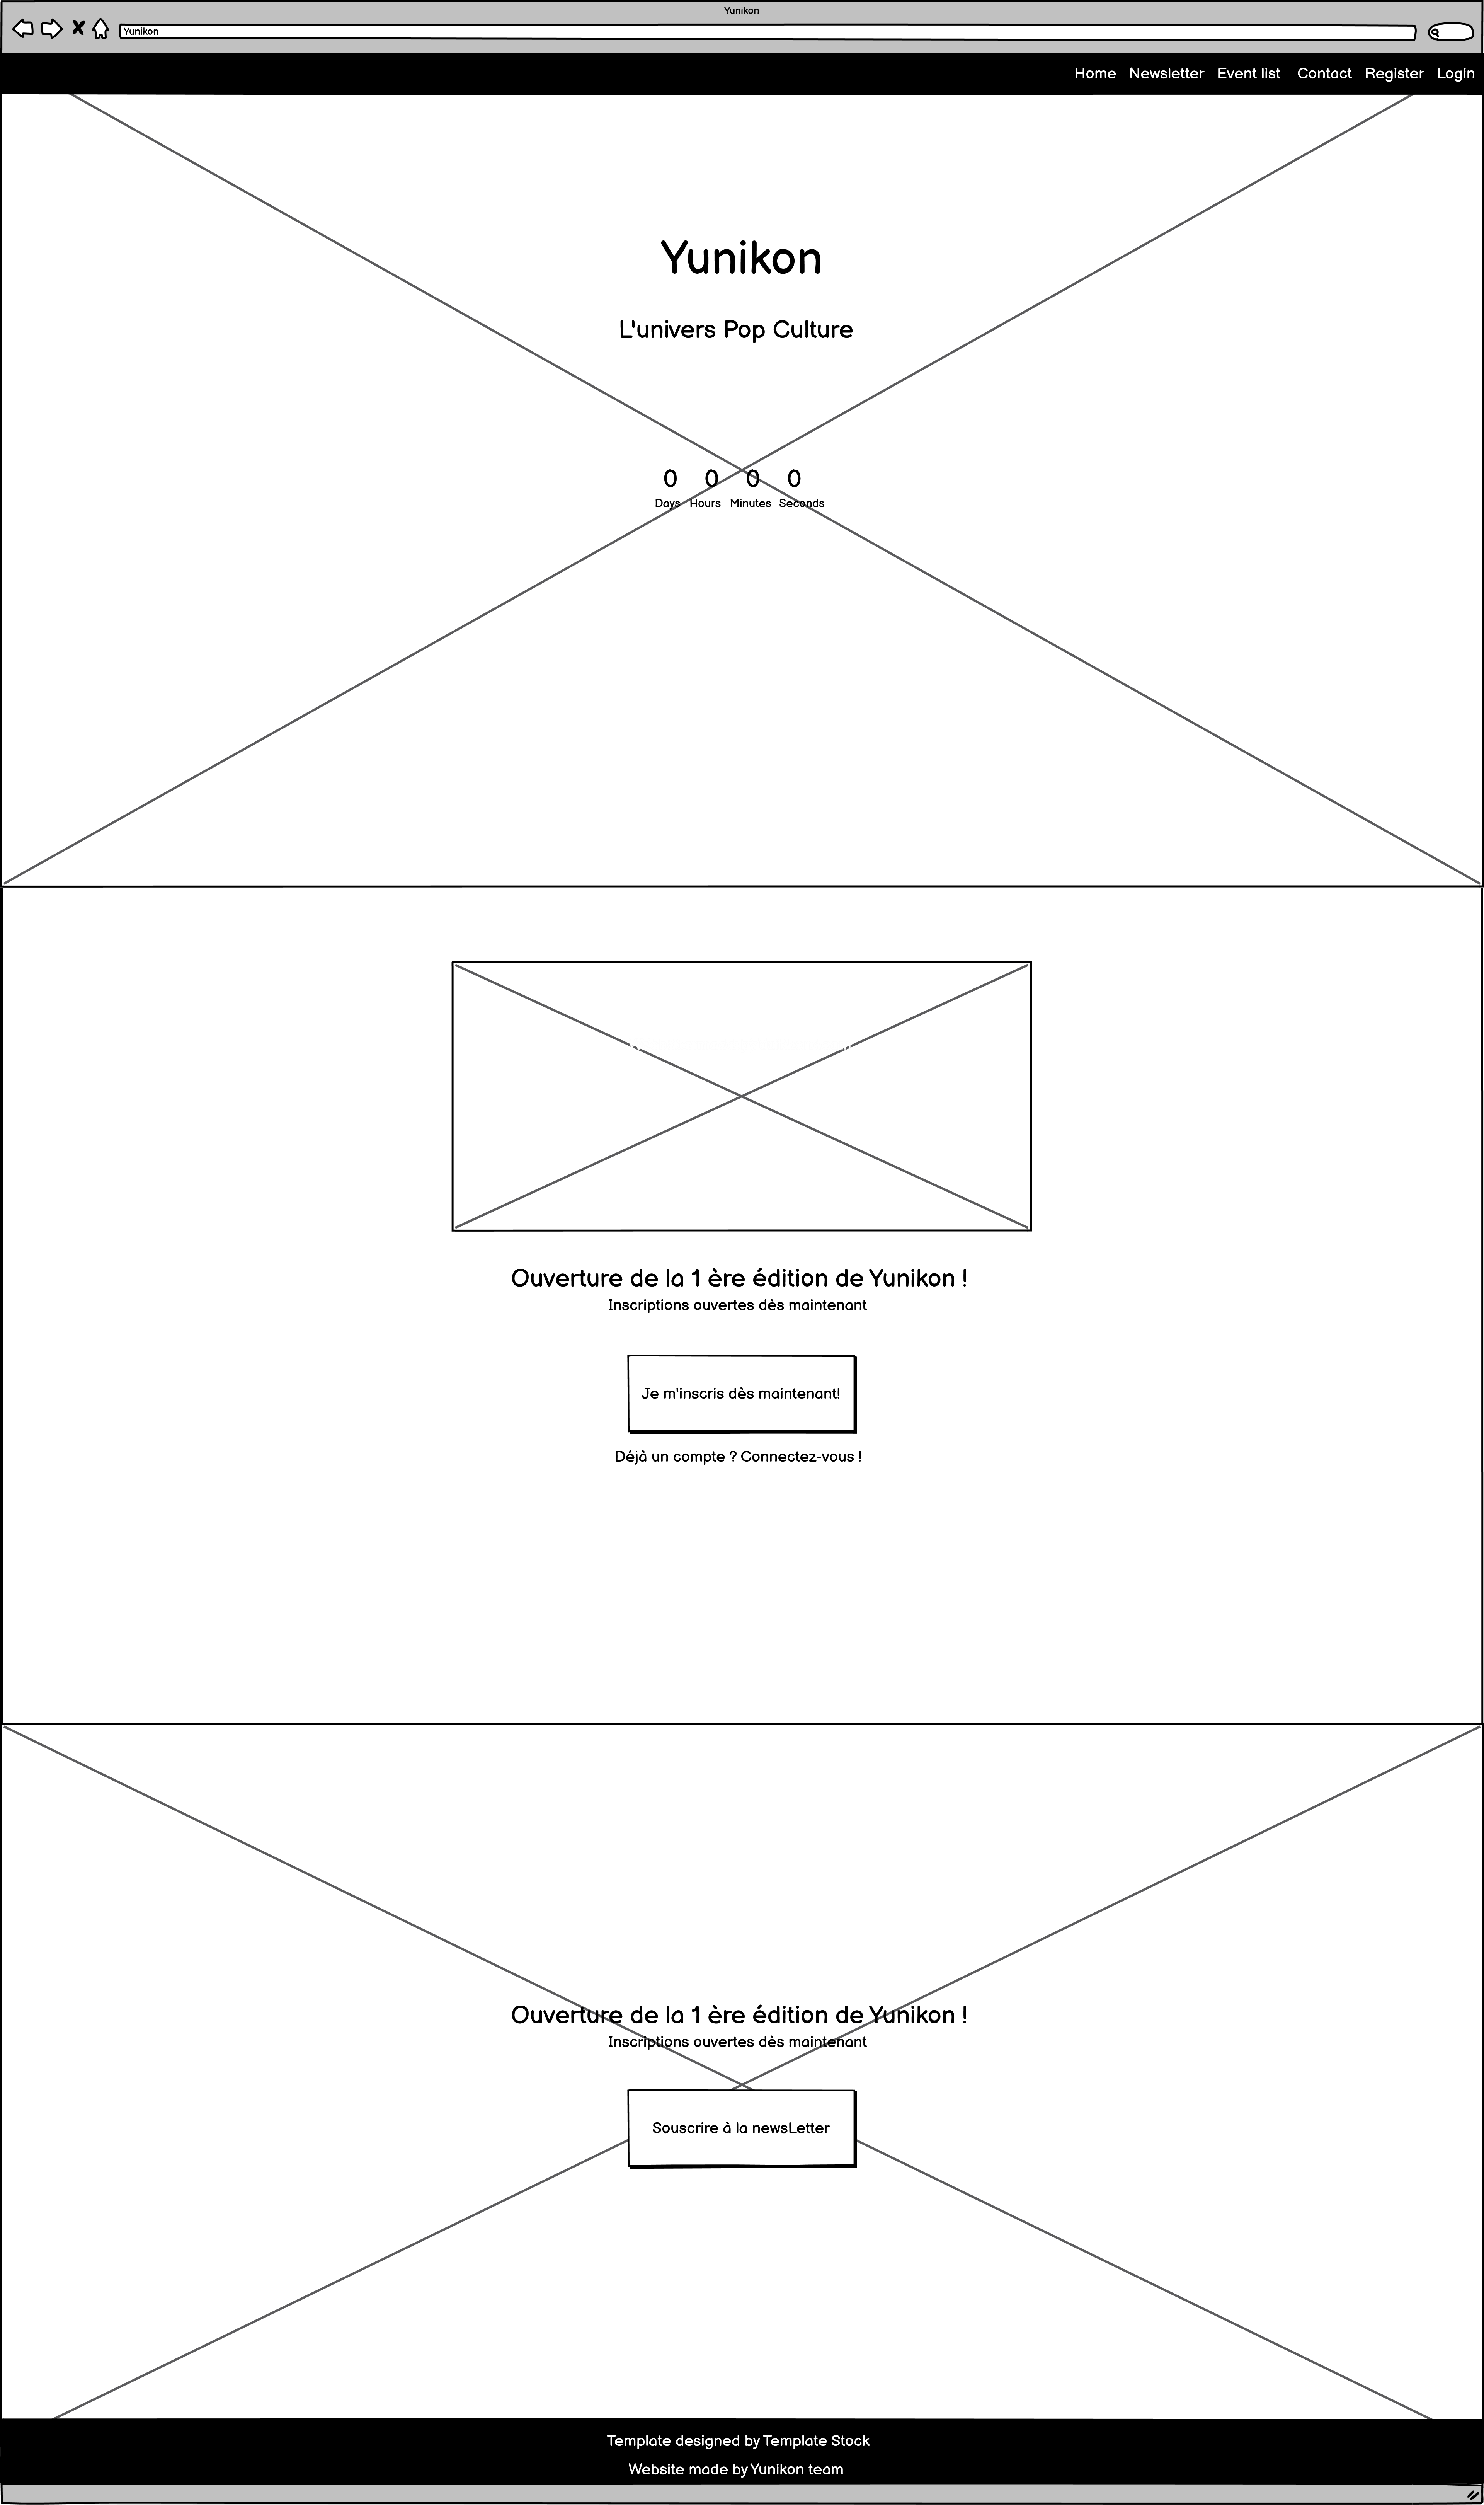 Yunikon
Yunikon
Home Newsletter Event list Contact Register Login
Yunikon
L'univers Pop Culture
0 0 0 0
Days Hours Minutes Seconds
Ouverture de la 1 ère édition de Yunikon !
Inscriptions ouvertes dès maintenant
Je m'inscris dès maintenant!
Déjà un compte ? Connectez-vous !
Ouverture de la 1 ère édition de Yunikon !
Inscriptions ouvertes dès maintenant
Souscrire à la newsLetter
Template designed by Template Stock
Website made by Yunikon team